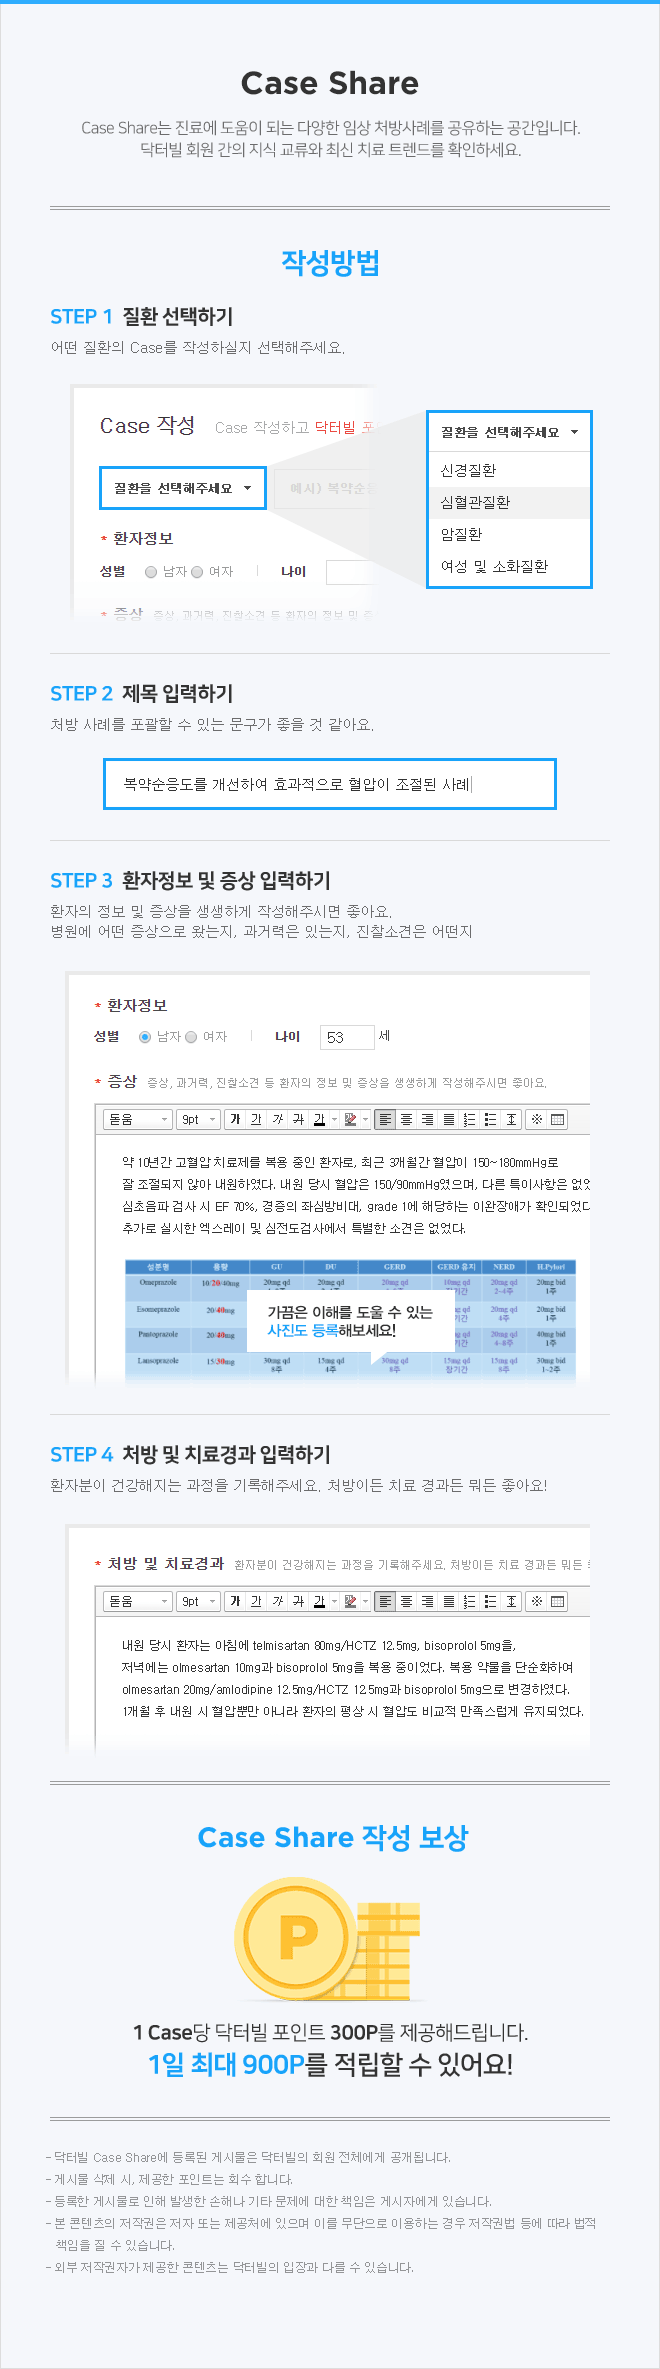 Case Share
Case Share는 진료에 도움이 되는 다양한 임상 처방사례를 공유하는 공간입니다.
닥터빌 회원 간의 지식 교류와 최신 치료 트렌드를 확인하세요.
작성방법
STEP 1 질환 선택하기
어떤 질환의 Case를 작성하실지 선택해주세요.
Case 작성 Case 작성하고 닥터빌 포
질환을 선택해주세요
예시) 복약순응
* 환자정보
성별 남자 여자 나이
* 증상 증상, 과거력, 진찰소견 등 환자의 정보 및 증
질환을 선택해주세요
신경질환
심혈관질환
암질환
여성 및 소화질환
STEP 2 제목 입력하기
처방 사례를 포괄할 수 있는 문구가 좋을 것 같아요.
복약순응도를 개선하여 효과적으로 혈압이 조절된 사례
STEP 3 환자정보 및 증상 입력하기
환자의 정보 및 증상을 생생하게 작성해주시면 좋아요.
병원에 어떤 증상으로 왔는지, 과거력은 있는지, 진찰소견은 어떤지
* 환자정보
성별 남자 여자 나이 53 세
* 증상 증상, 과거력, 진찰소견 등 환자의 정보 및 증상을 생생하게 작성해주시면 좋아요.
돋움 9pt 가 간 가 가 가
약 10년간 고혈압 치료제를 복용 중인 환자로, 최근 3개월간 혈압이 150~180mmHg로
잘 조절되지 않아 내원하였다. 내원 당시 혈압은 150/90mmHg였으며, 다른 특이사항은 없었
심초음파 검사 시 EF 70%, 경증의 좌심방비대, grade 1에 해당하는 이완장애가 확인되었다
추가로 실시한 엑스레이 및 심전도검사에서 특별한 소견은 없었다.
성분명 용량 GU DU GERD GERD 유지 NERD H.Pylori
Omeprazole 10/20/40mg 20mg qd 20mg qd 20mg qd 10mg qd 장기간 20mg qd 2~4주 20mg bid 1주
Esomeprazole 20/40mg 20mg qd 4주 20mg bid 1주
Pantoprazole 20/40mg 20mg qd 4~8주 40mg bid 1주
Lansoprazole 15/30mg 30mg qd 8주 15mg qd 4주 30mg qd 8주 15mg qd 장기간 15mg qd 8주 30mg bid 1~2주
가끔은 이해를 도울 수 있는
사진도 등록해보세요!
STEP 4 처방 및 치료경과 입력하기
환자분이 건강해지는 과정을 기록해주세요. 처방이든 치료 경과든 뭐든 좋아요!
* 처방 및 치료경과 환자분이 건강해지는 과정을 기록해주세요. 처방이든 치료 경과든 뭐든
돋움 9pt 가 간 가 가 가
내원 당시 환자는 아침에 telmisartan 80mg/HCTZ 12.5mg, bisoprolol 5mg을,
저녁에는 olmesartan 10mg과 bisoprolol 5mg을 복용 중이었다. 복용 약물을 단순화하여
olmesartan 20mg/amlodipine 12.5mg/HCTZ 12.5mg과 bisoprolol 5mg으로 변경하였다.
1개월 후 내원 시 혈압뿐만 아니라 환자의 평상 시 혈압도 비교적 만족스럽게 유지되었다.
Case Share 작성 보상
P
1 Case당 닥터빌 포인트 300P를 제공해드립니다.
1일 최대 900P를 적립할 수 있어요!
- 닥터빌 Case Share에 등록된 게시물은 닥터빌의 회원 전체에게 공개됩니다.
- 게시물 삭제 시, 제공한 포인트는 회수 합니다.
- 등록한 게시물로 인해 발생한 손해나 기타 문제에 대한 책임은 게시자에게 있습니다.
- 본 콘텐츠의 저작권은 저자 또는 제공처에 있으며 이를 무단으로 이용하는 경우 저작권법 등에 따라 법적
책임을 질 수 있습니다.
- 외부 저작권자가 제공한 콘텐츠는 닥터빌의 입장과 다를 수 있습니다.